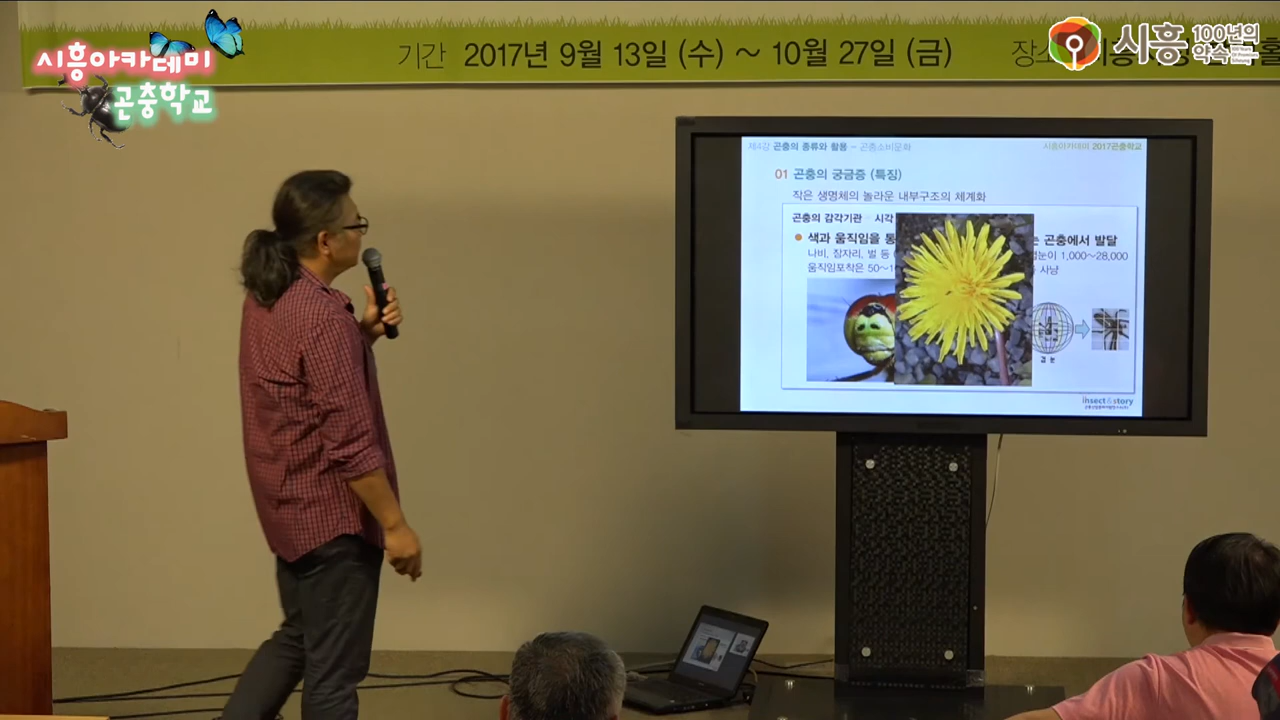 시흥아카데미
곤충학교
기간 2017년 9월 13일 (수) ~ 10월 27일 (금)
시흥 100년의
약속
제4강 곤충의 종류와 활용 - 곤충소비문화
시흥아카데미 2017곤충학교
01 곤충의 궁금증 (특징)
작은 생명체의 놀라운 내부구조의 체계화
곤충의 감각기관 - 시각
색과 움직임을 통 곤충에서 발달
나비, 잠자리, 벌 등 1,000~28,000
움직임포착은 50~ 사냥
겹 눈
insect&story